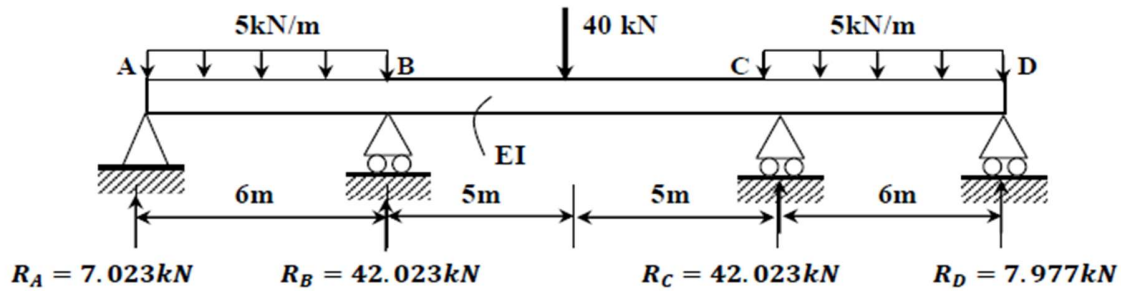 5kN/m 40 kN 5kN/m
A B C D
EI
6m 5m 5m 6m
R_A = 7.023kN R_B = 42.023kN R_C = 42.023kN R_D = 7.977kN